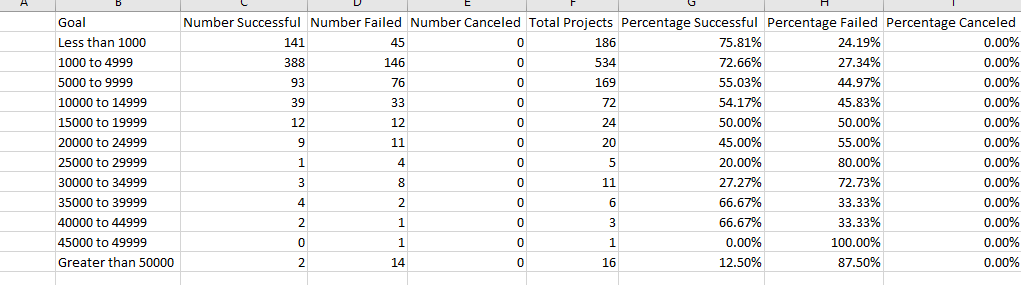 A B C D E F G H I
Goal Number Successful Number Failed Number Canceled Total Projects Percentage Successful Percentage Failed Percentage Canceled
Less than 1000 141 45 0 186 75.81% 24.19% 0.00%
1000 to 4999 388 146 0 534 72.66% 27.34% 0.00%
5000 to 9999 93 76 0 169 55.03% 44.97% 0.00%
10000 to 14999 39 33 0 72 54.17% 45.83% 0.00%
15000 to 19999 12 12 0 24 50.00% 50.00% 0.00%
20000 to 24999 9 11 0 20 45.00% 55.00% 0.00%
25000 to 29999 1 4 0 5 20.00% 80.00% 0.00%
30000 to 34999 3 8 0 11 27.27% 72.73% 0.00%
35000 to 39999 4 2 0 6 66.67% 33.33% 0.00%
40000 to 44999 2 1 0 3 66.67% 33.33% 0.00%
45000 to 49999 0 1 0 1 0.00% 100.00% 0.00%
Greater than 50000 2 14 0 16 12.50% 87.50% 0.00%